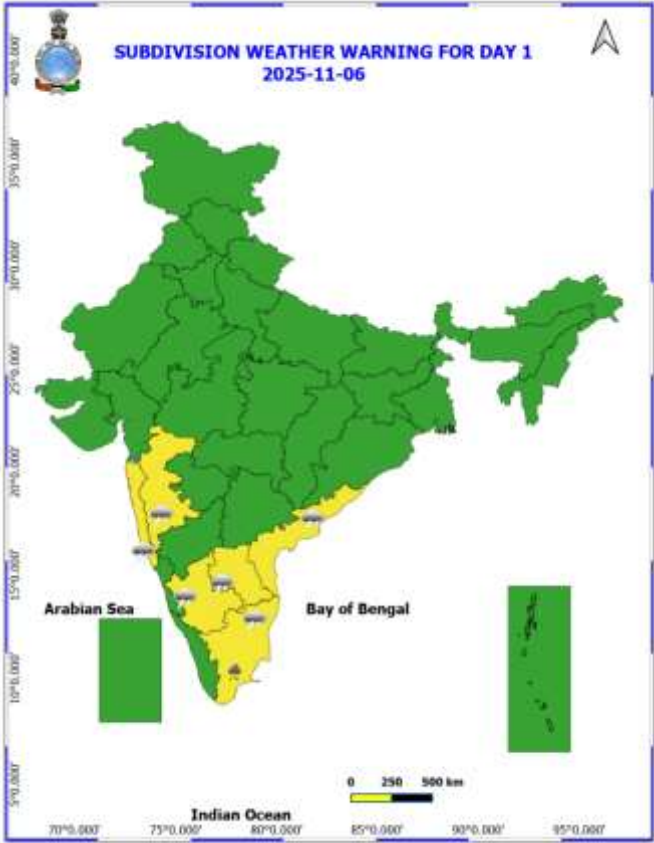 SUBDIVISION WEATHER WARNING FOR DAY 1
2025-11-06
40°0.000'
35°0.000'
30°0.000'
25°0.000'
20°0.000'
15°0.000'
Arabian Sea
Bay of Bengal
10°0.000'
5°0.000'
0 250 500 km
Indian Ocean
70°0.000' 75°0.000' 80°0.000' 85°0.000' 90°0.000' 95°0.000'